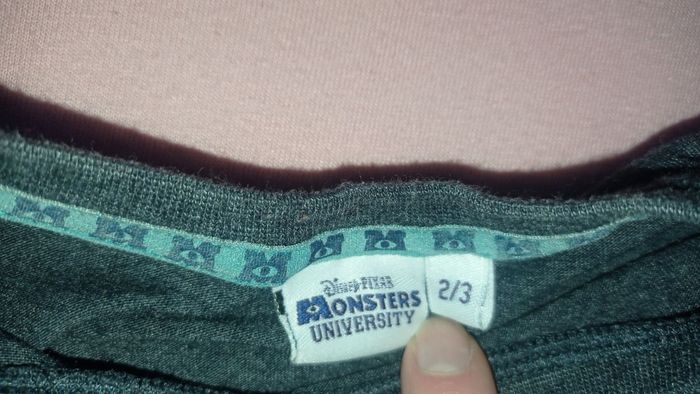 Disney·PIXAR
MONSTERS
UNIVERSITY
2/3